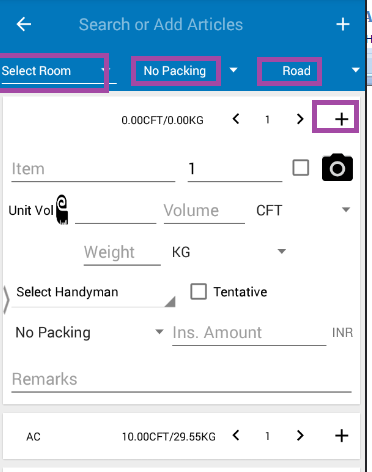 Search or Add Articles
Select Room No Packing Road
0.00CFT/0.00KG 1
Item 1
Unit Vol Volume CFT
Weight KG
Select Handyman Tentative
No Packing Ins. Amount INR
Remarks
AC 10.00CFT/29.55KG 1